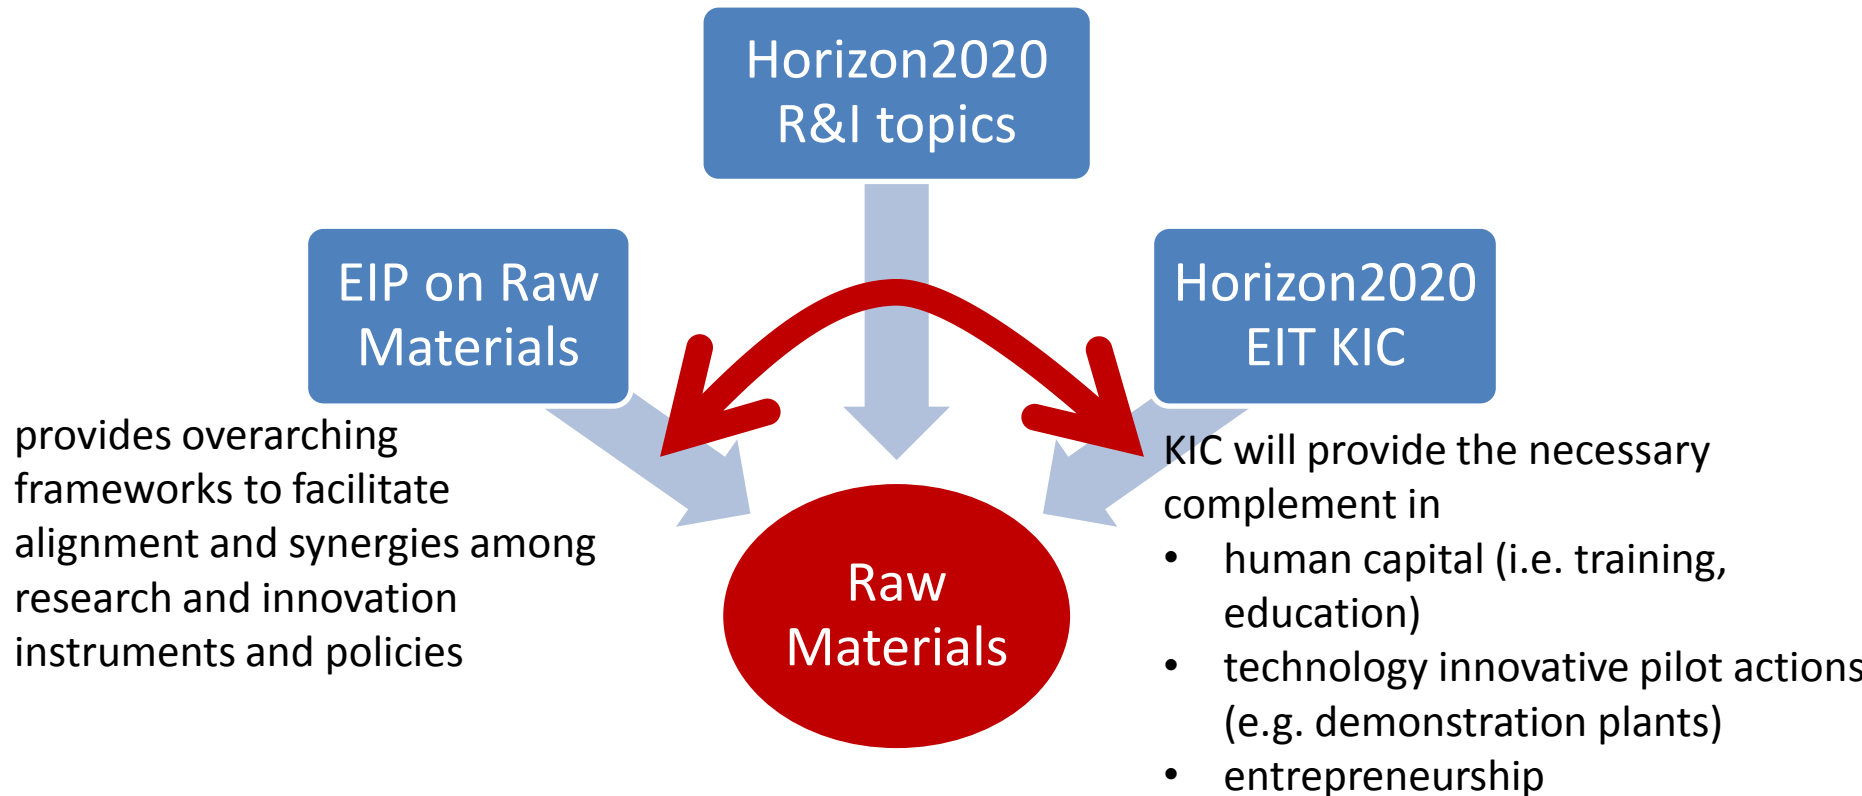 Horizon2020
R&I topics
EIP on Raw
Materials
Horizon2020
EIT KIC
provides overarching
frameworks to facilitate
alignment and synergies among
research and innovation
instruments and policies
Raw
Materials
KIC will provide the necessary
complement in
• human capital (i.e. training,
education)
• technology innovative pilot actions
(e.g. demonstration plants)
• entrepreneurship